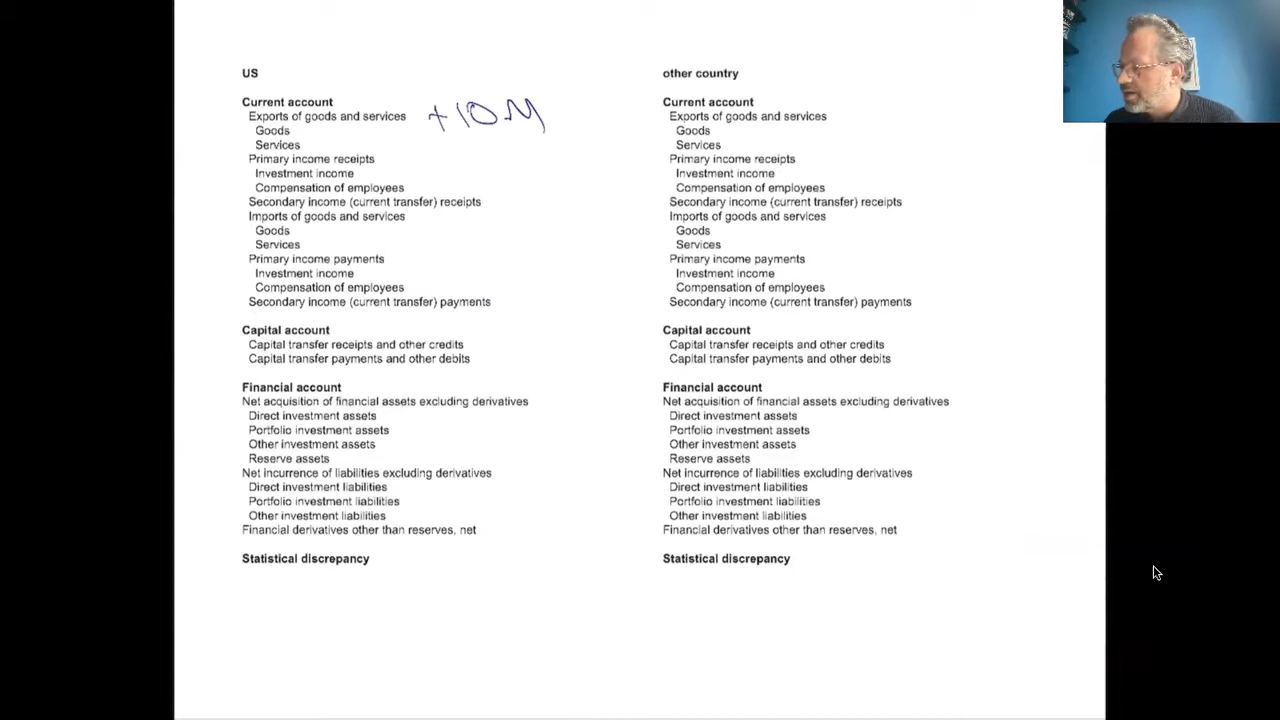 US
Current account
Exports of goods and services +10M
Goods
Services
Primary income receipts
Investment income
Compensation of employees
Secondary income (current transfer) receipts
Imports of goods and services
Goods
Services
Primary income payments
Investment income
Compensation of employees
Secondary income (current transfer) payments
Capital account
Capital transfer receipts and other credits
Capital transfer payments and other debits
Financial account
Net acquisition of financial assets excluding derivatives
Direct investment assets
Portfolio investment assets
Other investment assets
Reserve assets
Net incurrence of liabilities excluding derivatives
Direct investment liabilities
Portfolio investment liabilities
Other investment liabilities
Financial derivatives other than reserves, net
Statistical discrepancy
other country
Current account
Exports of goods and services
Goods
Services
Primary income receipts
Investment income
Compensation of employees
Secondary income (current transfer) receipts
Imports of goods and services
Goods
Services
Primary income payments
Investment income
Compensation of employees
Secondary income (current transfer) payments
Capital account
Capital transfer receipts and other credits
Capital transfer payments and other debits
Financial account
Net acquisition of financial assets excluding derivatives
Direct investment assets
Portfolio investment assets
Other investment assets
Reserve assets
Net incurrence of liabilities excluding derivatives
Direct investment liabilities
Portfolio investment liabilities
Other investment liabilities
Financial derivatives other than reserves, net
Statistical discrepancy